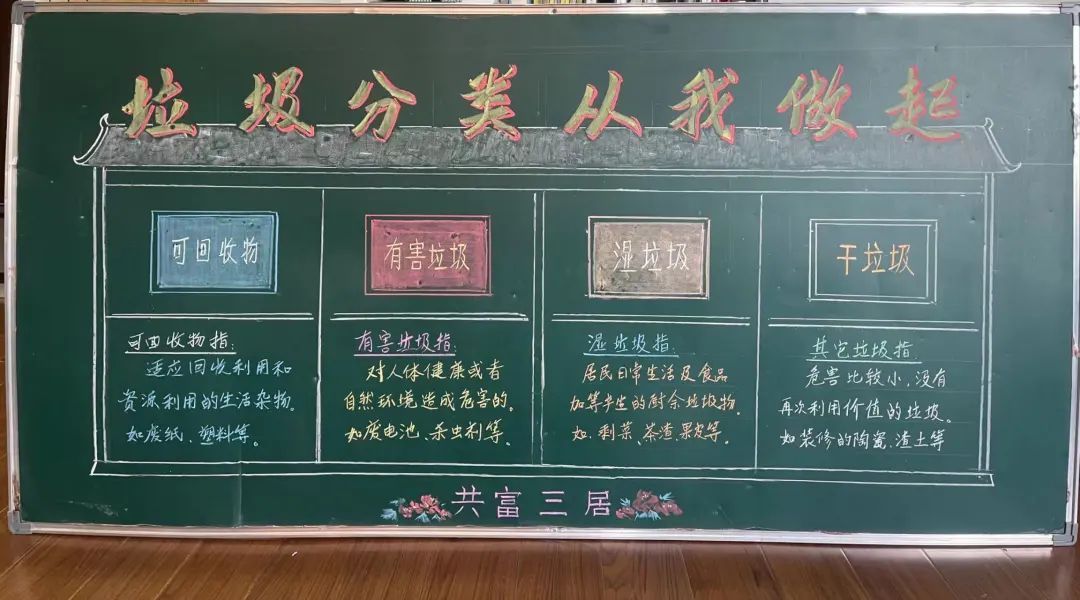 垃圾分类从我做起
可回收物
有害垃圾
湿垃圾
干垃圾
可回收物指:
适应回收利用和
资源利用的生活杂物。
如废纸、塑料等。
有害垃圾指:
对人体健康或者
自然环境造成危害的。
如废电池、杀虫剂等。
湿垃圾指:
居民日常生活及食品
加等半生的厨余垃圾物。
如:剩菜、茶渣果皮等。
其它垃圾指:
危害比较小,没有
再次利用价值的垃圾。
如装修的陶瓷、渣土等
共富三居